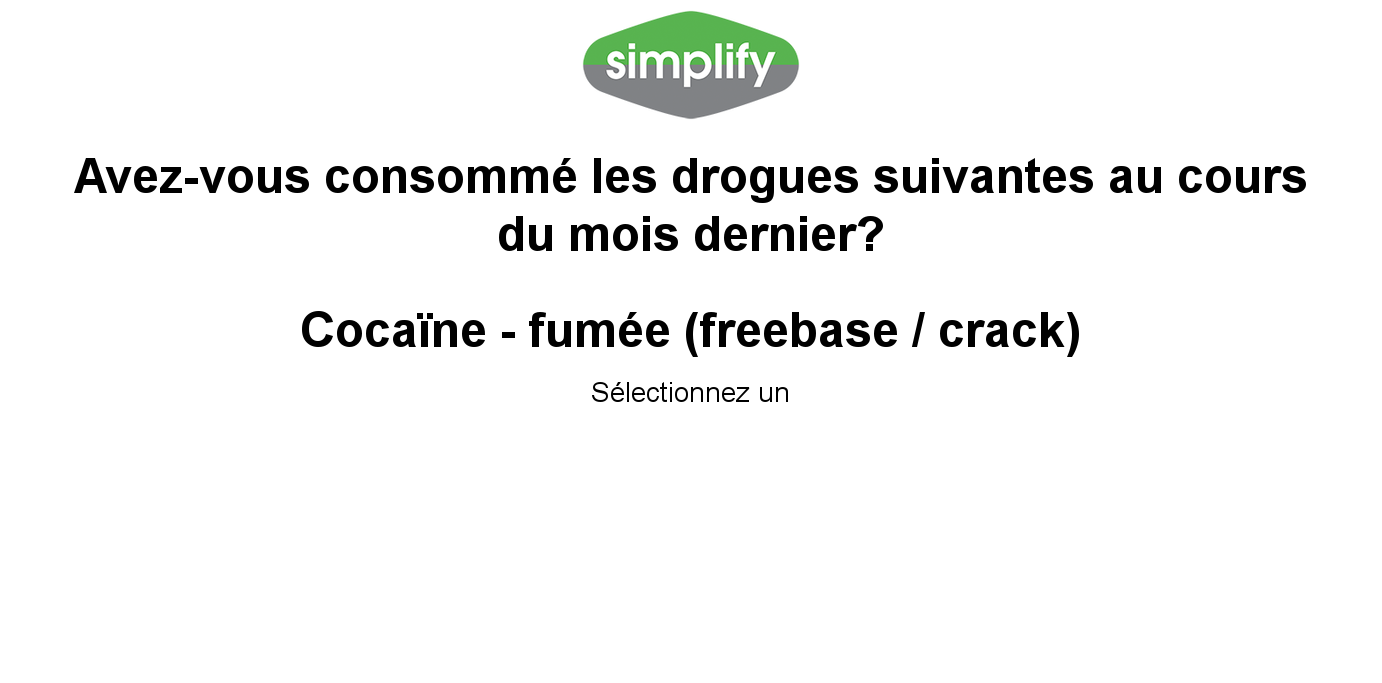 simplify
Avez-vous consommé les drogues suivantes au cours
du mois dernier?
Cocaïne - fumée (freebase / crack)
Sélectionnez un